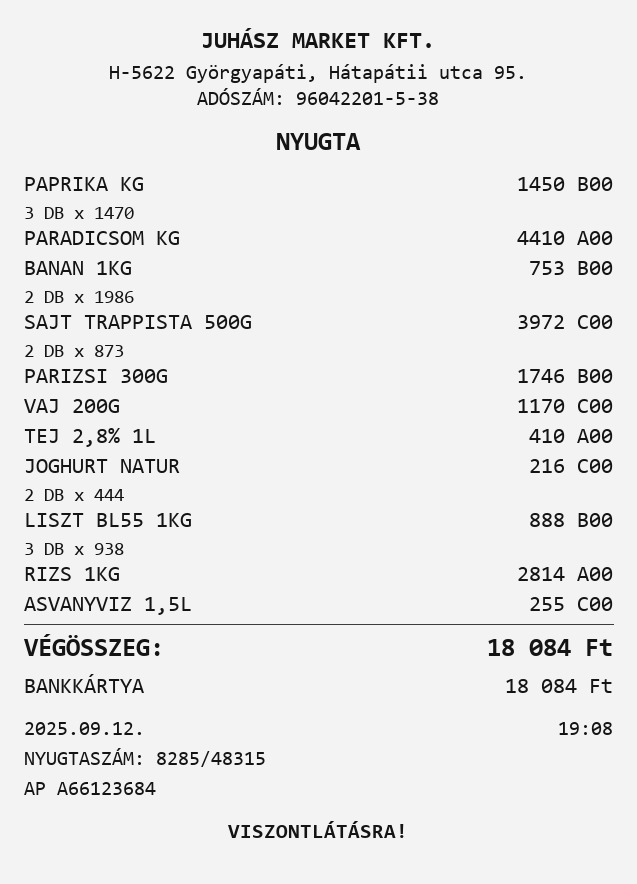 JUHÁSZ MARKET KFT.
H-5622 Györgyapáti, Hátapátii utca 95.
ADÓSZÁM: 96042201-5-38
NYUGTA
PAPRIKA KG 1450 B00
3 DB x 1470
PARADICSOM KG 4410 A00
BANAN 1KG 753 B00
2 DB x 1986
SAJT TRAPPISTA 500G 3972 C00
2 DB x 873
PARIZSI 300G 1746 B00
VAJ 200G 1170 C00
TEJ 2,8% 1L 410 A00
JOGHURT NATUR 216 C00
2 DB x 444
LISZT BL55 1KG 888 B00
3 DB x 938
RIZS 1KG 2814 A00
ASVANYVIZ 1,5L 255 C00
VÉGÖSSZEG: 18 084 Ft
BANKKÁRTYA 18 084 Ft
2025.09.12. 19:08
NYUGTASZÁM: 8285/48315
AP A66123684
VISZONTLÁTÁSRA!